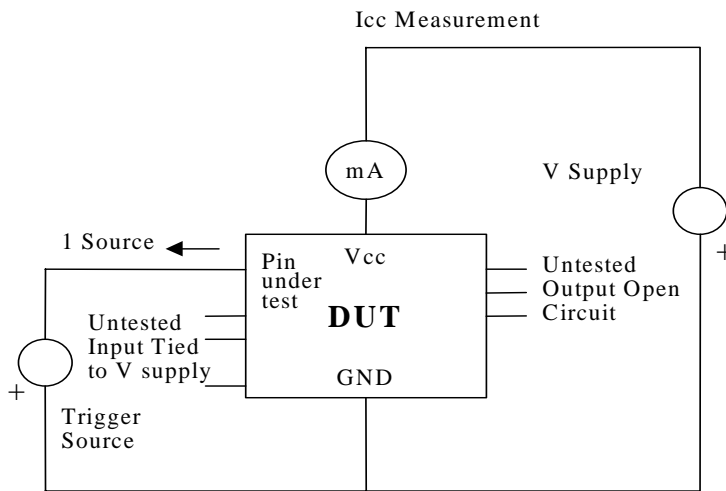 Icc Measurement
mA
V Supply
+
1 Source
Vcc
Pin
under
test
DUT
GND
Untested
Input Tied
to V supply
Untested
Output Open
Circuit
+
Trigger
Source